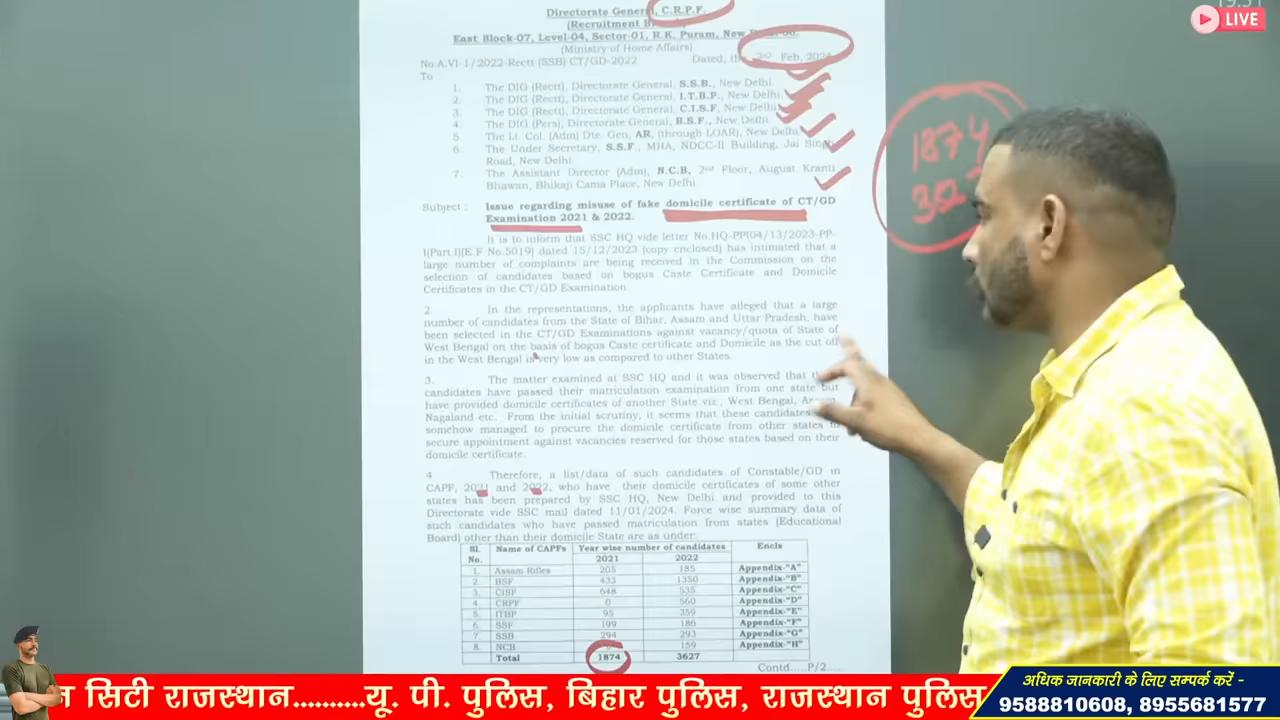 19:51
LIVE
Directorate General, C.R.P.F.
(Recruitment
East Block-07, Level-04, Sector-01, R.K. Puram, New
(Ministry of Home Affairs)
No.A.VI-1/2022-Rectt (SSB) CT/GD-2022 Dated, the 2nd Feb, 2024
To
1. The DIG (Rectt), Directorate General, S.S.B., New Delhi.
2. The DIG (Rectt), Directorate General, I.T.B.P., New Delhi.
3. The DIG (Rectt), Directorate General, C.I.S.F, New Delhi
4. The DIG (Pers), Directorate General, B.S.F., New Delhi.
5. The Lt. Col. (Adm) Dte. Gen, AR, (through LOAR), New Delhi.
6. The Under Secretary, S.S.F., MHA, NDCC-II Building, Jai Singh
Road, New Delhi.
7. The Assistant Director (Adm), N.C.B, 2nd Floor, August Kranti
Bhawan, Bhikaji Cama Place, New Delhi.
Subject : Issue regarding misuse of fake domicile certificate of CT/GD
Examination 2021 & 2022.
It is to inform that SSC HQ vide letter No.HQ-PPI04/13/2023-PP-
I(Part.I)[E.F No.5019] dated 15/12/2023 (copy enclosed) has intimated that a
large number of complaints are being received in the Commission on the
selection of candidates based on bogus Caste Certificate and Domicile
Certificates in the CT/GD Examination.
2. In the representations, the applicants have alleged that a large
number of candidates from the State of Bihar, Assam and Uttar Pradesh, have
been selected in the CT/GD Examinations against vacancy/quota of State of
West Bengal on the basis of bogus Caste certificate and Domicile as the cut off
in the West Bengal is very low as compared to other States.
3. The matter examined at SSC HQ and it was observed that
candidates have passed their matriculation examination from one state but
have provided domicile certificates of another State viz., West Bengal, Assam,
Nagaland etc. From the initial scrutiny, it seems that these candidates
somehow managed to procure the domicile certificate from other states to
secure appointment against vacancies reserved for those states based on their
domicile certificate.
4 Therefore, a list/data of such candidates of Constable/GD in
CAPF, 2021 and 2022, who have their domicile certificates of some other
states has been prepared by SSC HQ, New Delhi and provided to this
Directorate vide SSC mail dated 11/01/2024. Force wise summary data of
such candidates who have passed matriculation from states (Educational
Board) other than their domicile State are as under:
Sl. No. Name of CAPFs Year wise number of candidates Encls
2021 2022
1. Assam Rifles 205 185 Appendix-"A"
2. BSF 433 1350 Appendix-"B"
3. CISF 648 535 Appendix-"C"
4. CRPF 0 560 Appendix-"D"
5. ITBP 95 359 Appendix-"E"
6. SSF 199 186 Appendix-"F"
7. SSB 294 293 Appendix-"G"
8. NCB 159 Appendix-"H"
Total 1874 3627
Contd.....P/2...
1874
न सिटी राजस्थान..........यू. पी. पुलिस, बिहार पुलिस, राजस्थान पुलिस
अधिक जानकारी के लिए सम्पर्क करें -
9588810608, 8955681577